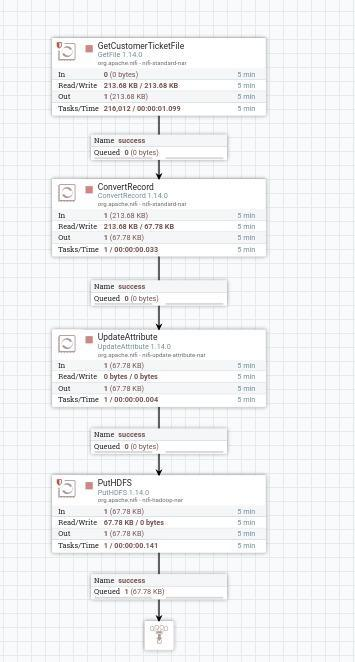 GetCustomerTicketFile
GetFile 1.14.0
org.apache.nifi - nifi-standard-nar
In 0 (0 bytes) 5 min
Read/Write 213.68 KB / 213.68 KB 5 min
Out 1 (213.68 KB) 5 min
Tasks/Time 216,012 / 00:00:01.099 5 min
Name success
Queued 0 (0 bytes)
ConvertRecord
ConvertRecord 1.14.0
org.apache.nifi - nifi-standard-nar
In 1 (213.68 KB) 5 min
Read/Write 213.68 KB / 67.78 KB 5 min
Out 1 (67.78 KB) 5 min
Tasks/Time 1 / 00:00:00.033 5 min
Name success
Queued 0 (0 bytes)
UpdateAttribute
UpdateAttribute 1.14.0
org.apache.nifi - nifi-update-attribute-nar
In 1 (67.78 KB) 5 min
Read/Write 0 bytes / 0 bytes 5 min
Out 1 (67.78 KB) 5 min
Tasks/Time 1 / 00:00:00.004 5 min
Name success
Queued 0 (0 bytes)
PutHDFS
PutHDFS 1.14.0
org.apache.nifi - nifi-hadoop-nar
In 1 (67.78 KB) 5 min
Read/Write 67.78 KB / 0 bytes 5 min
Out 1 (67.78 KB) 5 min
Tasks/Time 1 / 00:00:00.141 5 min
Name success
Queued 1 (67.78 KB)